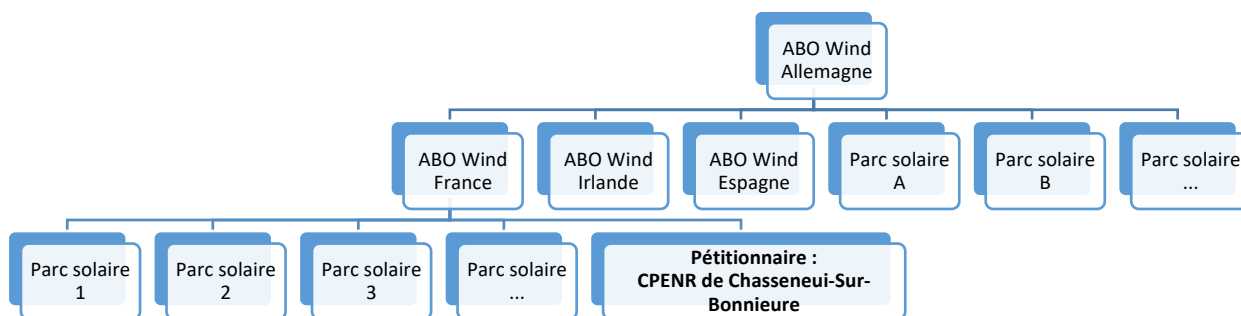 ABO Wind
Allemagne
ABO Wind
France
ABO Wind
Irlande
ABO Wind
Espagne
Parc solaire
A
Parc solaire
B
Parc solaire
...
Parc solaire
1
Parc solaire
2
Parc solaire
3
Parc solaire
...
Pétitionnaire :
CPENR de Chasseneui-Sur-
Bonnieure